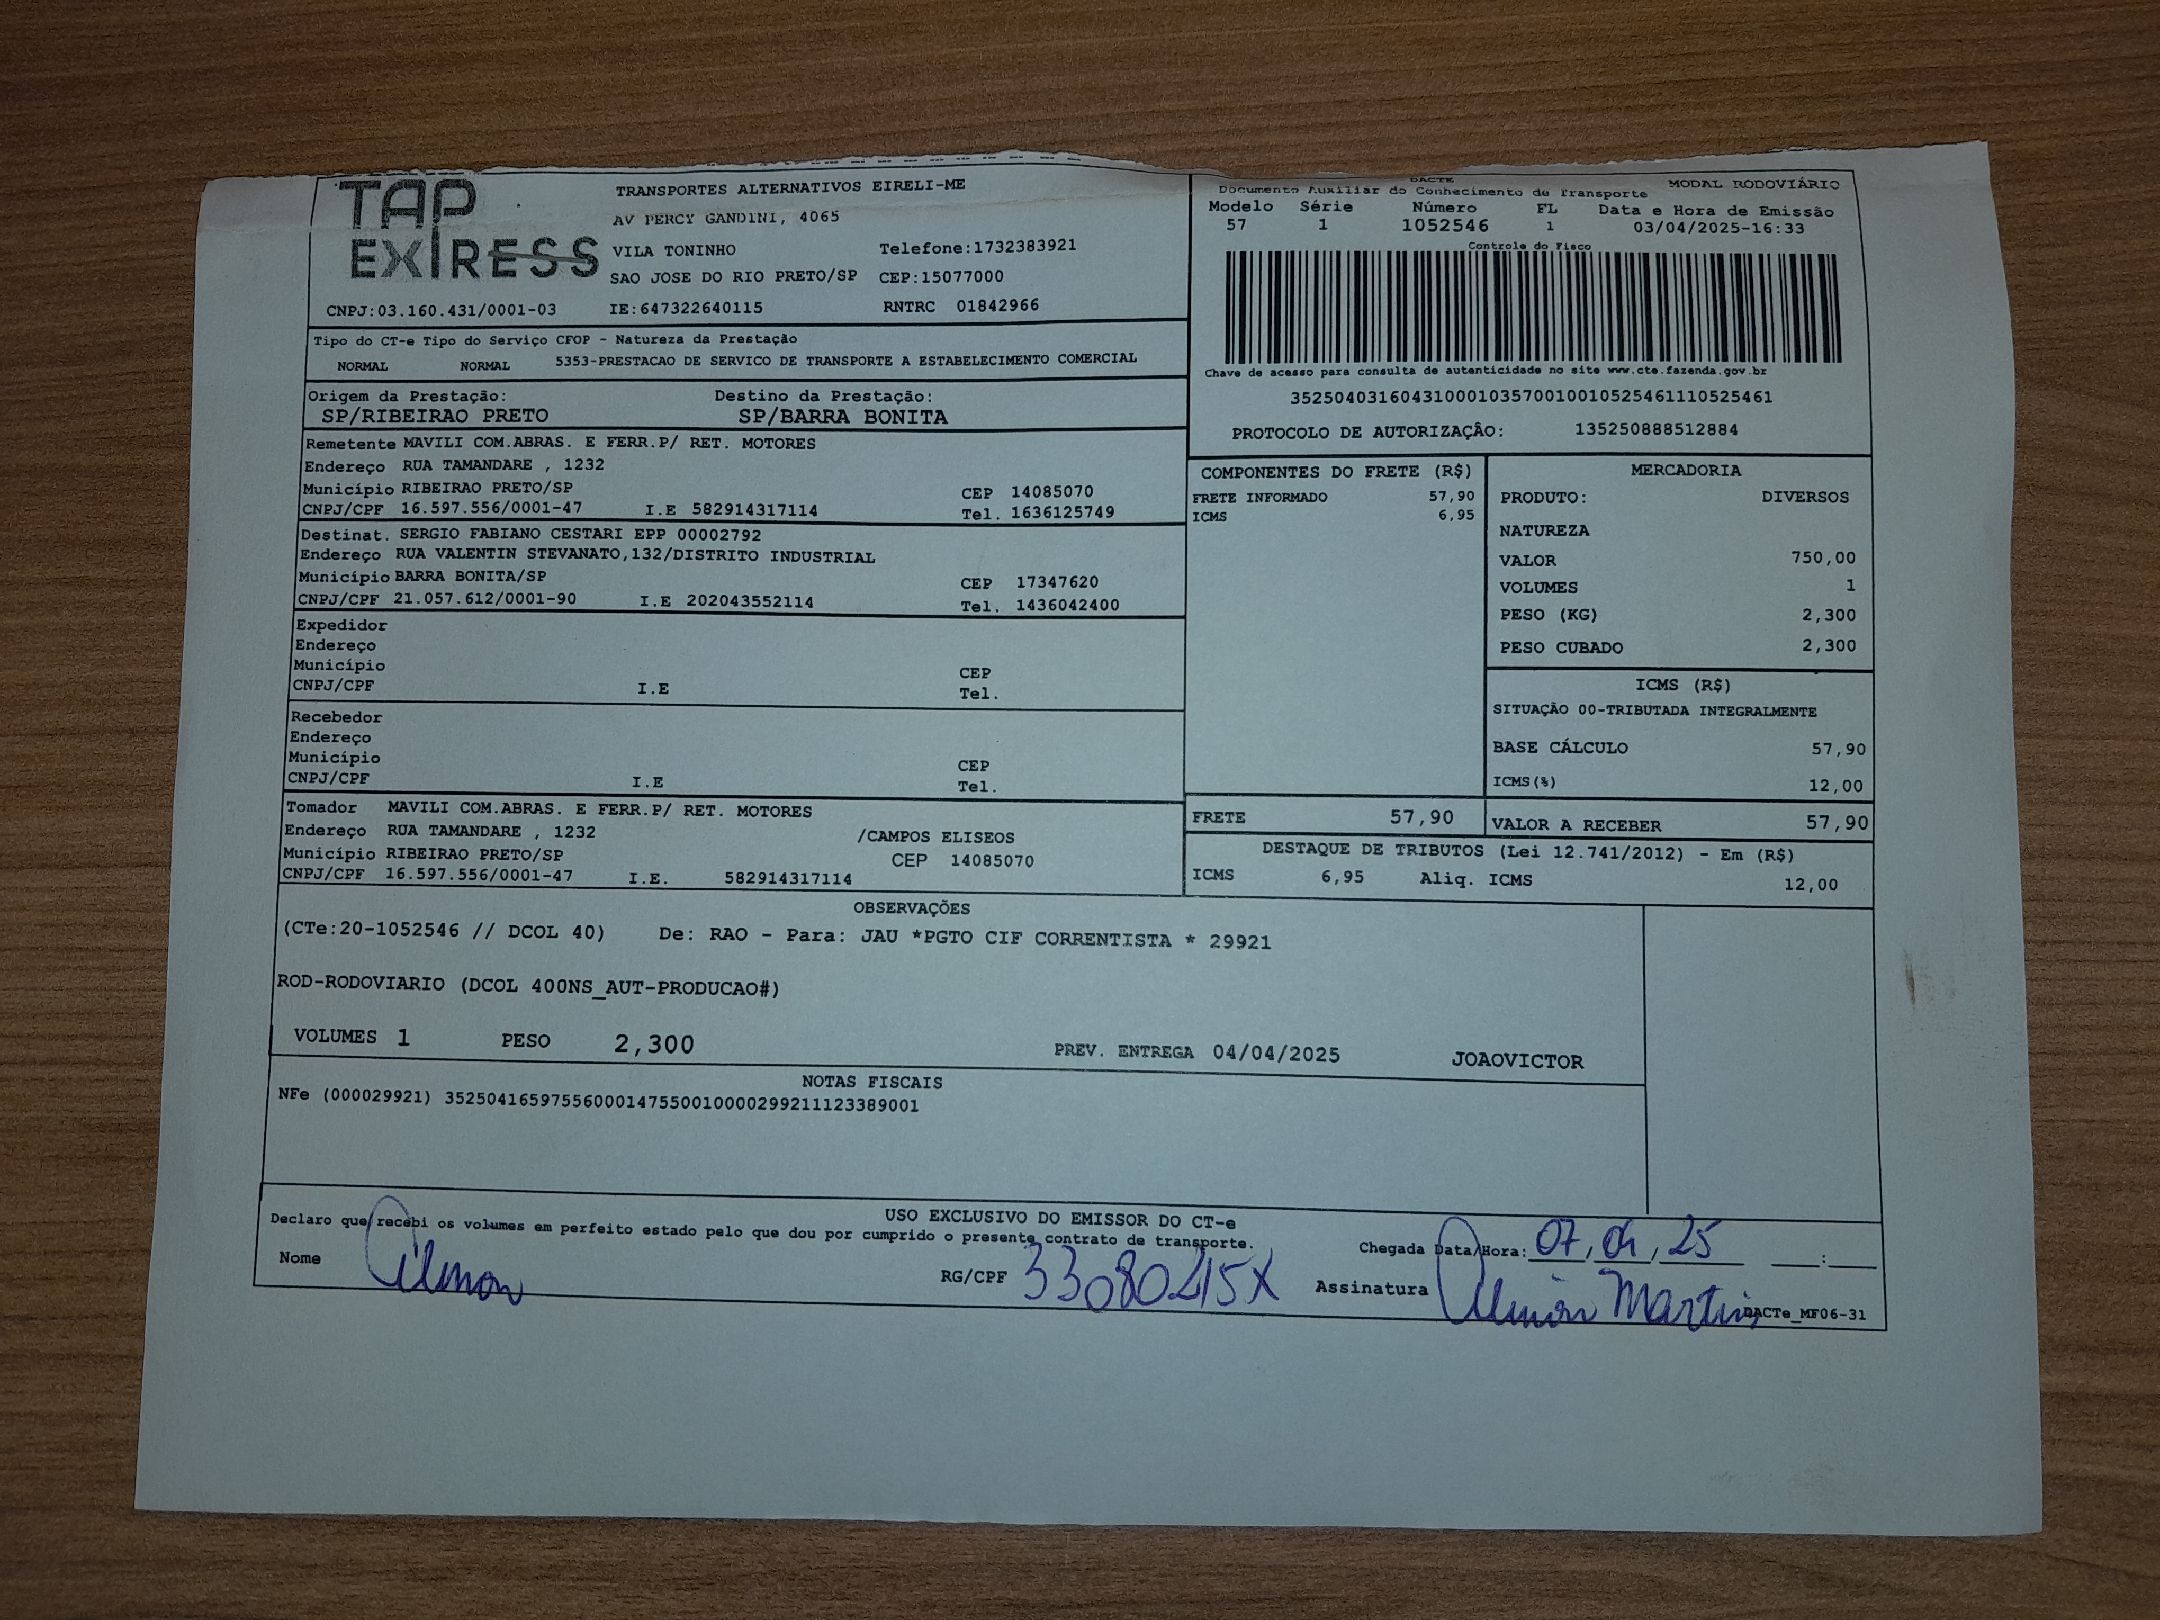 TAP
EXPRESS
TRANSPORTES ALTERNATIVOS EIRELI-ME
AV PERCY GANDINI, 4065
VILA TONINHO Telefone:1732383921
SAO JOSE DO RIO PRETO/SP CEP:15077000
CNPJ:03.160.431/0001-03 IE:647322640115 RNTRC 01842966
DACTE
Documento Auxiliar do Conhecimento de Transporte MODAL RODOVIÁRIO
Modelo Série Número FL Data e Hora de Emissão
57 1 1052546 1 03/04/2025-16:33
Controle do Fisco
Chave de acesso para consulta de autenticidade no site www.cte.fazenda.gov.br
35250403160431000103570010010525461110525461
PROTOCOLO DE AUTORIZAÇÃO: 135250888512884
Tipo do CT-e Tipo do Serviço CFOP - Natureza da Prestação
NORMAL NORMAL 5353-PRESTACAO DE SERVICO DE TRANSPORTE A ESTABELECIMENTO COMERCIAL
Origem da Prestação: Destino da Prestação:
SP/RIBEIRAO PRETO SP/BARRA BONITA
Remetente MAVILI COM.ABRAS. E FERR.P/ RET. MOTORES
Endereço RUA TAMANDARE , 1232
Município RIBEIRAO PRETO/SP CEP 14085070
CNPJ/CPF 16.597.556/0001-47 I.E 582914317114 Tel. 1636125749
Destinat. SERGIO FABIANO CESTARI EPP 00002792
Endereço RUA VALENTIN STEVANATO,132/DISTRITO INDUSTRIAL
Município BARRA BONITA/SP CEP 17347620
CNPJ/CPF 21.057.612/0001-90 I.E 202043552114 Tel. 1436042400
Expedidor
Endereço
Município CEP
CNPJ/CPF I.E Tel.
Recebedor
Endereço
Município CEP
CNPJ/CPF I.E Tel.
Tomador MAVILI COM.ABRAS. E FERR.P/ RET. MOTORES
Endereço RUA TAMANDARE , 1232 /CAMPOS ELISEOS
Município RIBEIRAO PRETO/SP CEP 14085070
CNPJ/CPF 16.597.556/0001-47 I.E. 582914317114
COMPONENTES DO FRETE (R$)
FRETE INFORMADO 57,90
ICMS 6,95
MERCADORIA
PRODUTO: DIVERSOS
NATUREZA
VALOR 750,00
VOLUMES 1
PESO (KG) 2,300
PESO CUBADO 2,300
ICMS (R$)
SITUAÇÃO 00-TRIBUTADA INTEGRALMENTE
BASE CÁLCULO 57,90
ICMS(%) 12,00
FRETE 57,90 VALOR A RECEBER 57,90
DESTAQUE DE TRIBUTOS (Lei 12.741/2012) - Em (R$)
ICMS 6,95 Aliq. ICMS 12,00
OBSERVAÇÕES
(CTe:20-1052546 // DCOL 40) De: RAO - Para: JAU *PGTO CIF CORRENTISTA * 29921
ROD-RODOVIARIO (DCOL 400NS_AUT-PRODUCAO#)
VOLUMES 1 PESO 2,300 PREV. ENTREGA 04/04/2025 JOAOVICTOR
NOTAS FISCAIS
NFe (000029921) 35250416597556000147550010000299211123389001
USO EXCLUSIVO DO EMISSOR DO CT-e
Declaro que recebi os volumes em perfeito estado pelo que dou por cumprido o presente contrato de transporte.
Chegada Data/Hora: 07, 04, 25 :
Nome RG/CPF 33080215X Assinatura Martins
DACTe_MF06-31